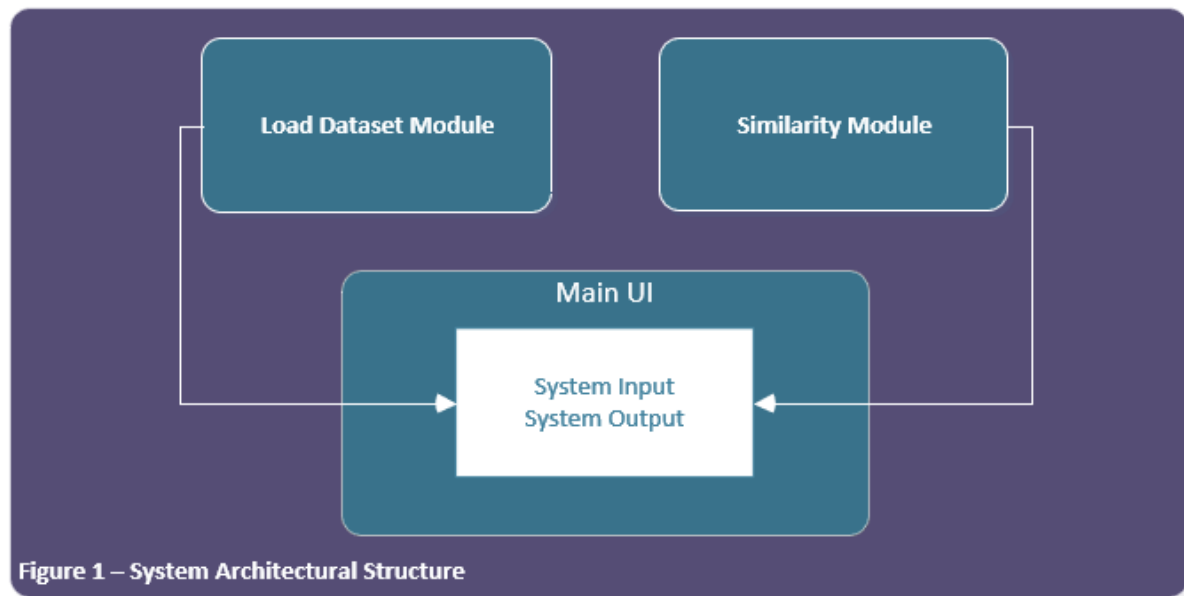 Load Dataset Module
Similarity Module
Main UI
System Input
System Output
Figure 1 – System Architectural Structure